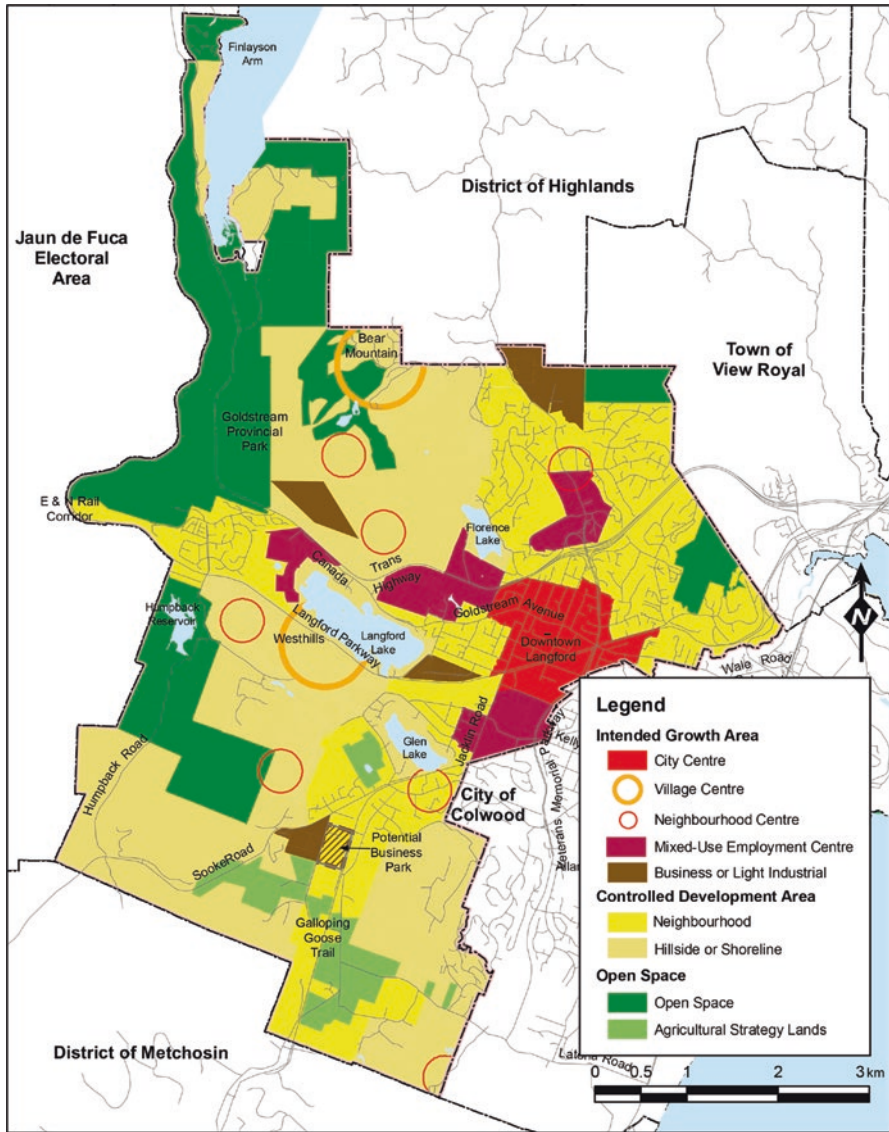 Finlayson
Arm
District of Highlands
Jaun de Fuca
Electoral
Area
Bear
Mountain
Town of
View Royal
Goldstream
Provincial
Park
E & N Rail
Corridor
Florence
Lake
Trans
Canada
Highway
Goldstream Avenue
Humpback
Reservoir
Langford Parkway
Westhills
Langford
Lake
Downtown
Langford
Wale Road
Glen
Lake
Jacklin Road
Veterans Memorial Parkway
Kelly
Humpback Road
City of
Colwood
Sooke Road
Potential
Business
Park
Galloping
Goose
Trail
District of Metchosin
N
Legend
Intended Growth Area
City Centre
Village Centre
Neighbourhood Centre
Mixed-Use Employment Centre
Business or Light Industrial
Controlled Development Area
Neighbourhood
Hillside or Shoreline
Open Space
Open Space
Agricultural Strategy Lands
Road
0 0.5 1 2 3 km